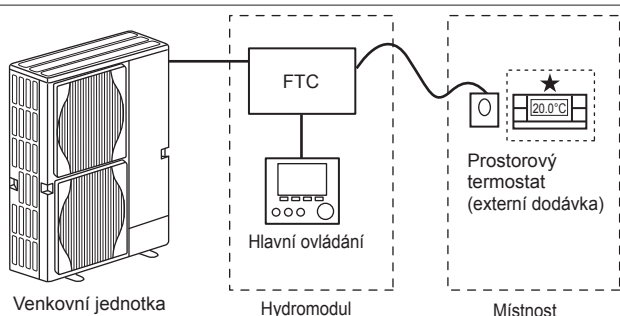 FTC
20.0°C
Prostorový
termostat
(externí dodávka)
Hlavní ovládání
Venkovní jednotka
Hydromodul
Místnost